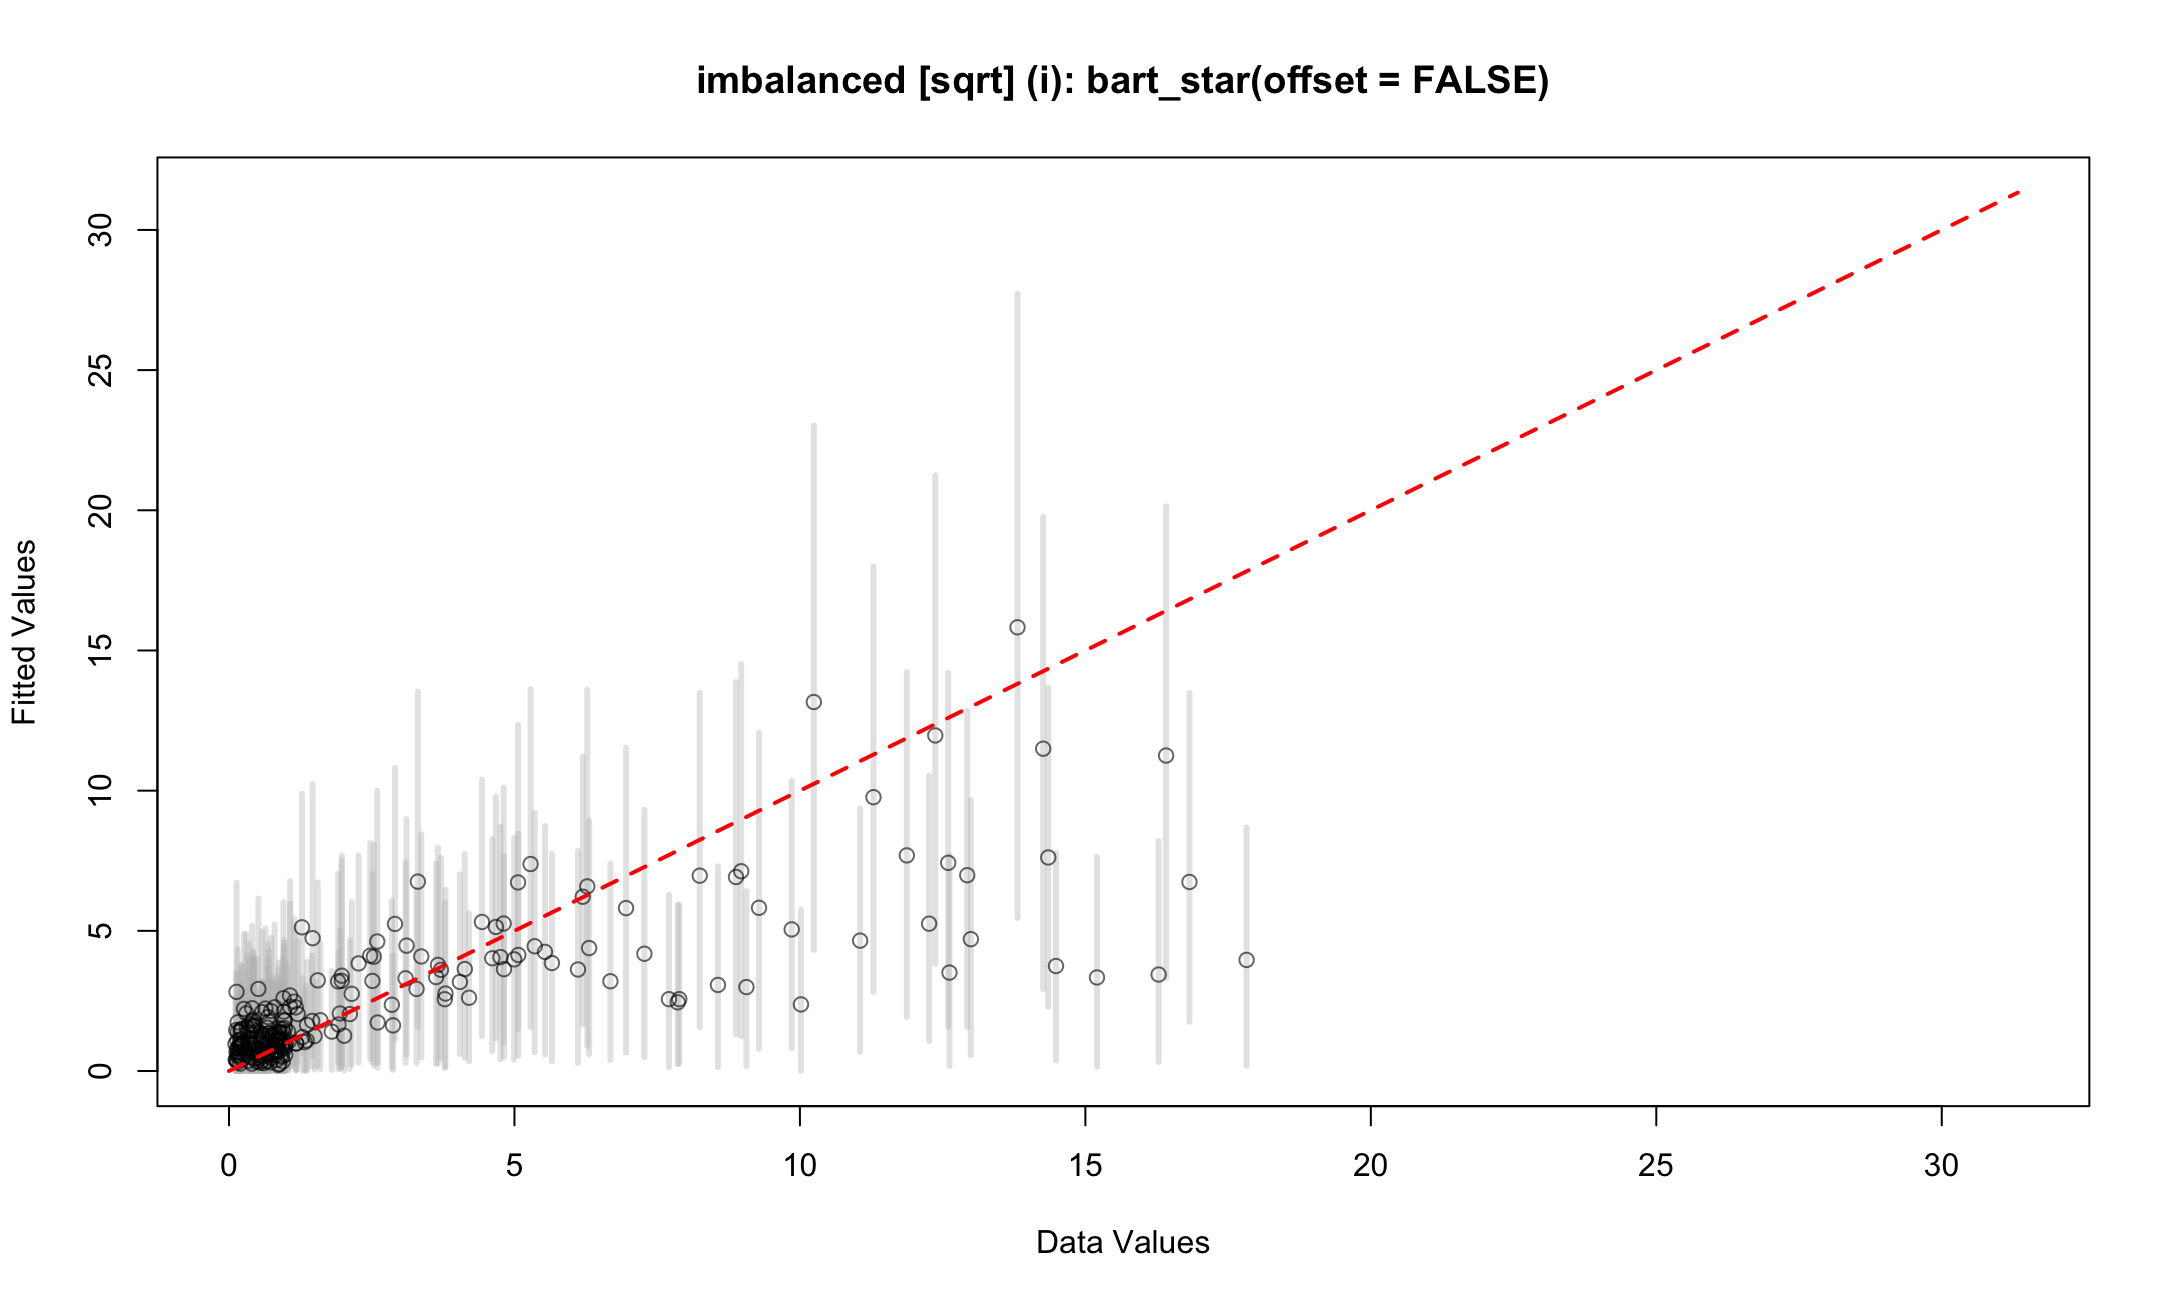 imbalanced [sqrt] (i): bart_star(offset = FALSE)
30
25
20
15
10
5
0
Fitted Values
0 5 10 15 20 25 30
Data Values